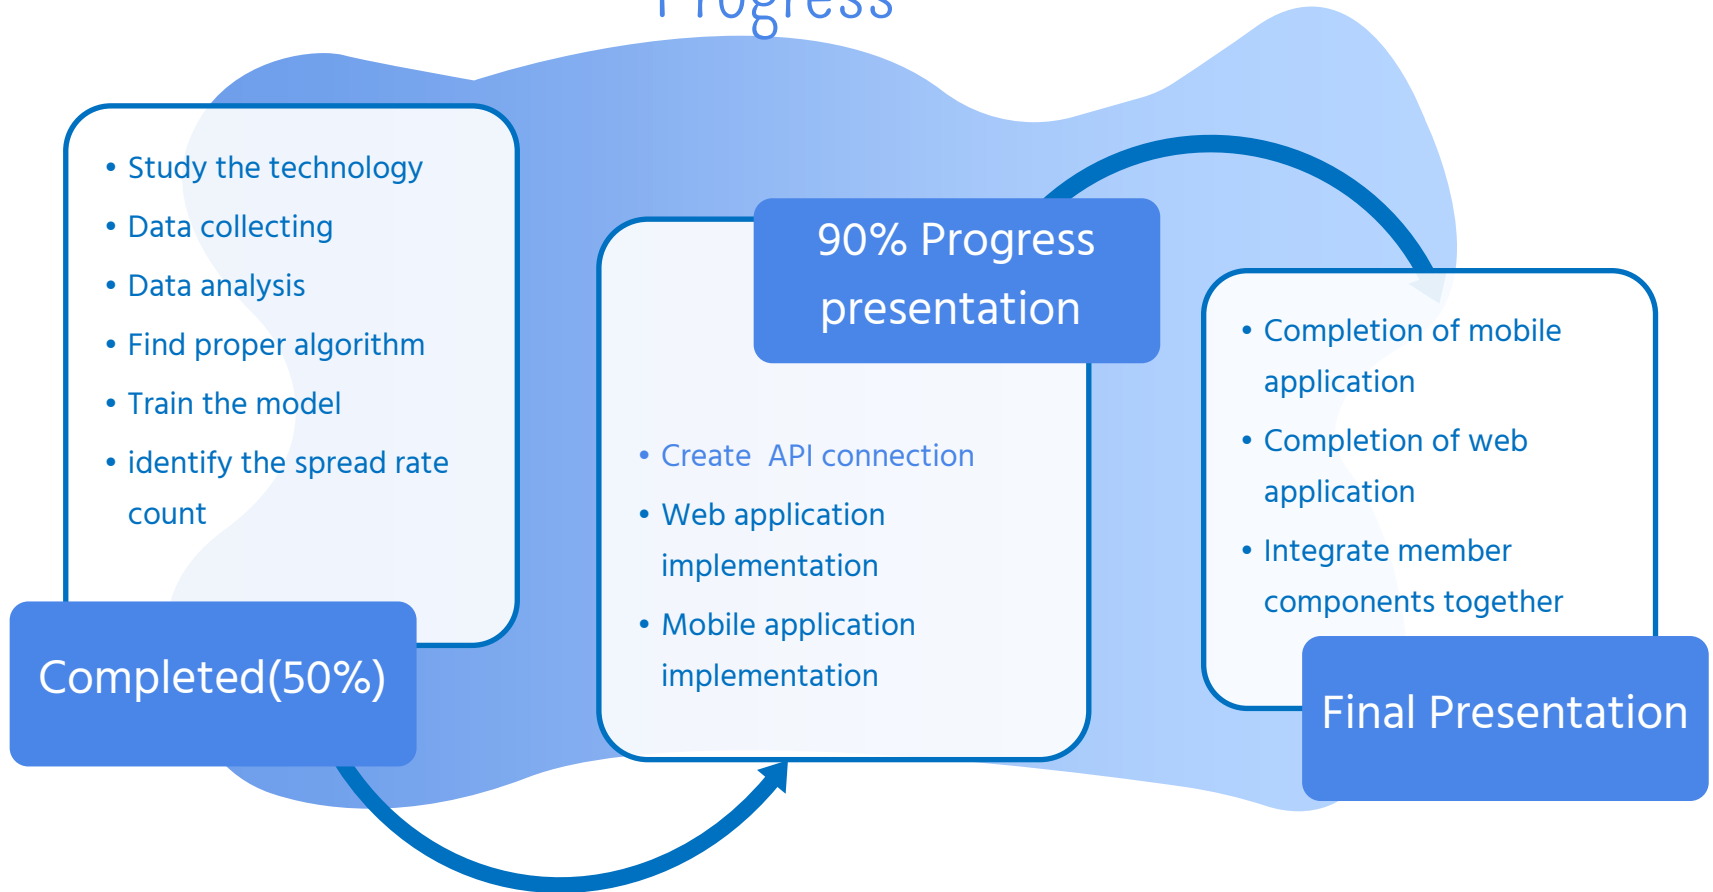 Progress
• Study the technology
• Data collecting
• Data analysis
• Find proper algorithm
• Train the model
• identify the spread rate
count
Completed(50%)
90% Progress
presentation
• Create  API connection
• Web application
implementation
• Mobile application
implementation
• Completion of mobile
application
• Completion of web
application
• Integrate member
components together
Final Presentation